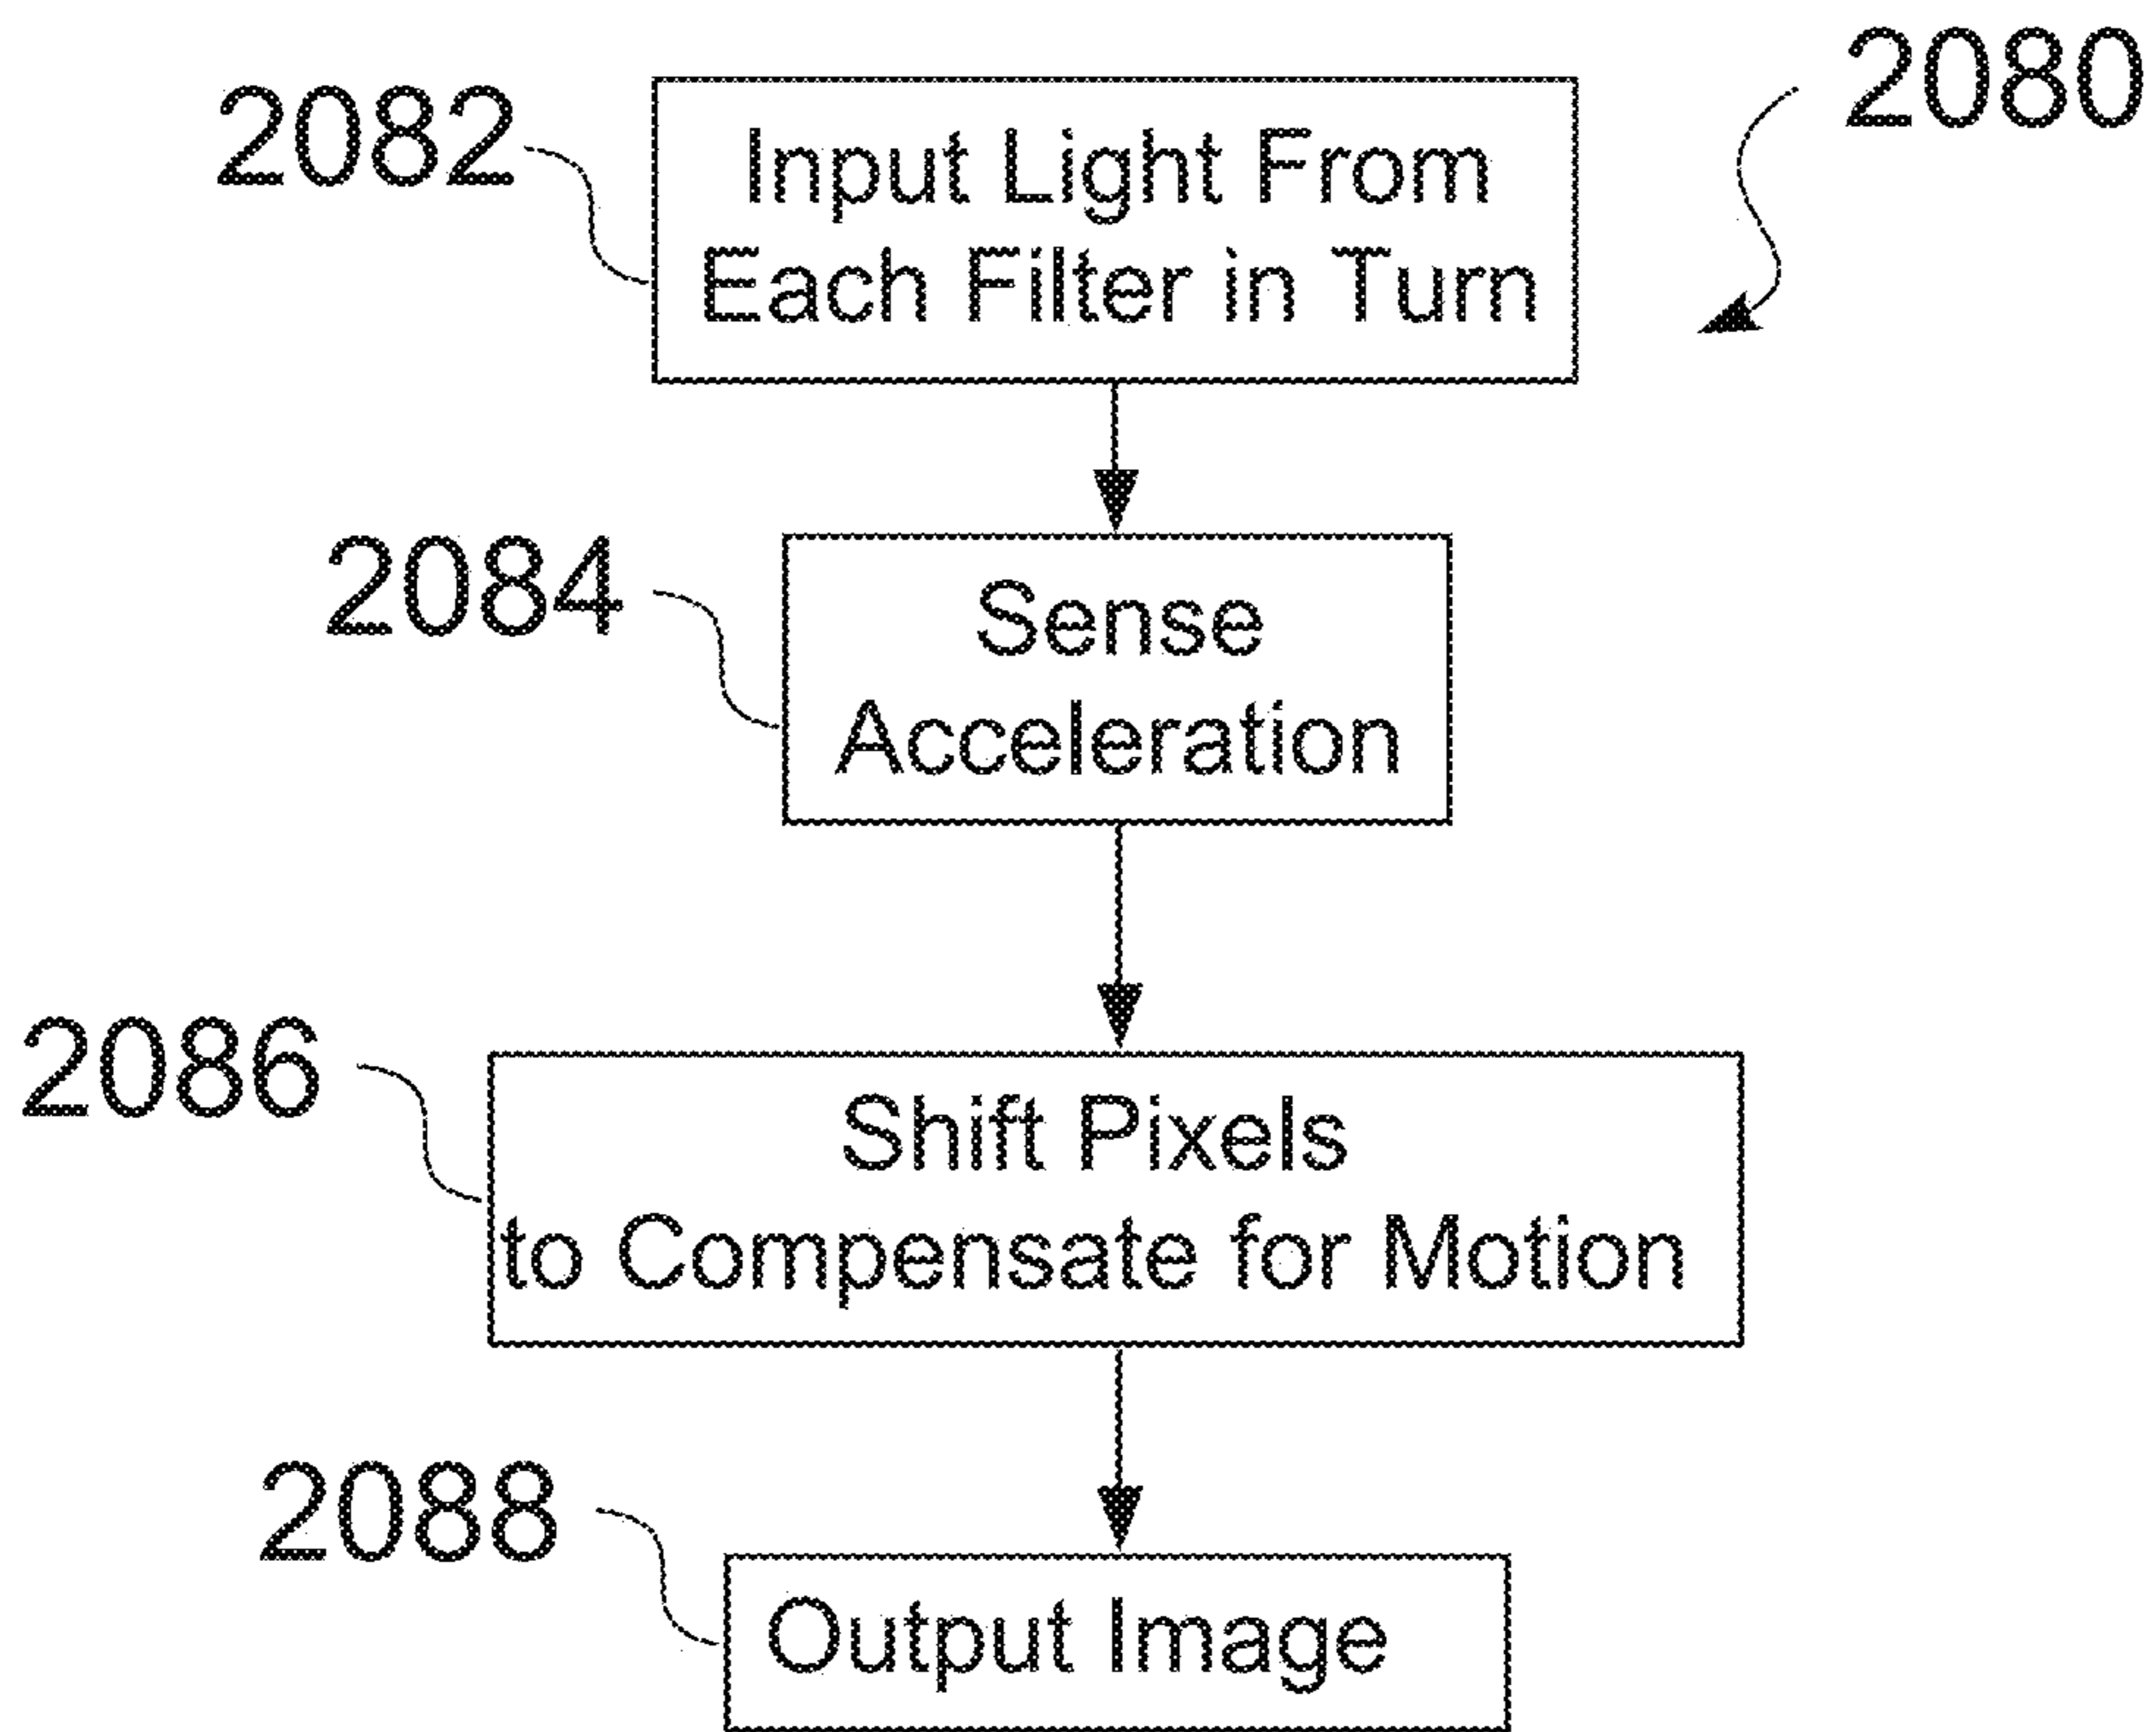 2080
2082
Input Light From
Each Filter in Turn
2084
Sense
Acceleration
2086
Shift Pixels
to Compensate for Motion
2088
Output Image